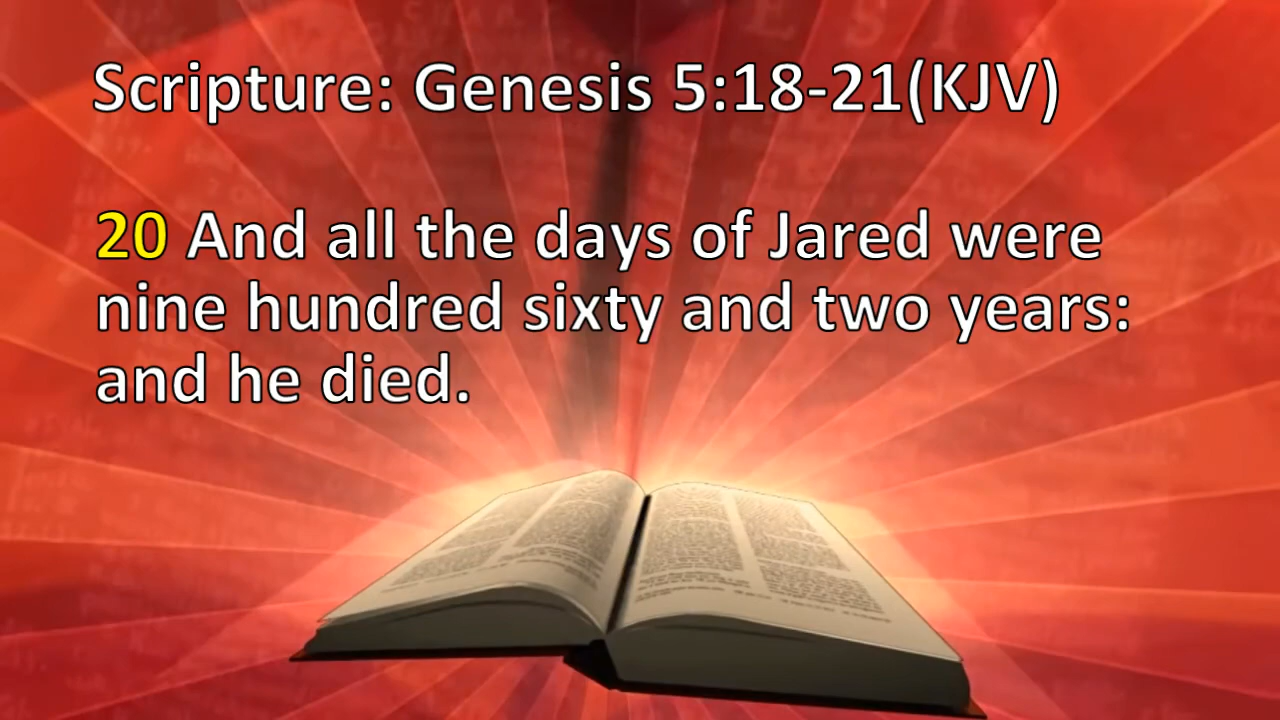 Scripture: Genesis 5:18-21(KJV)
20 And all the days of Jared were
nine hundred sixty and two years:
and he died.